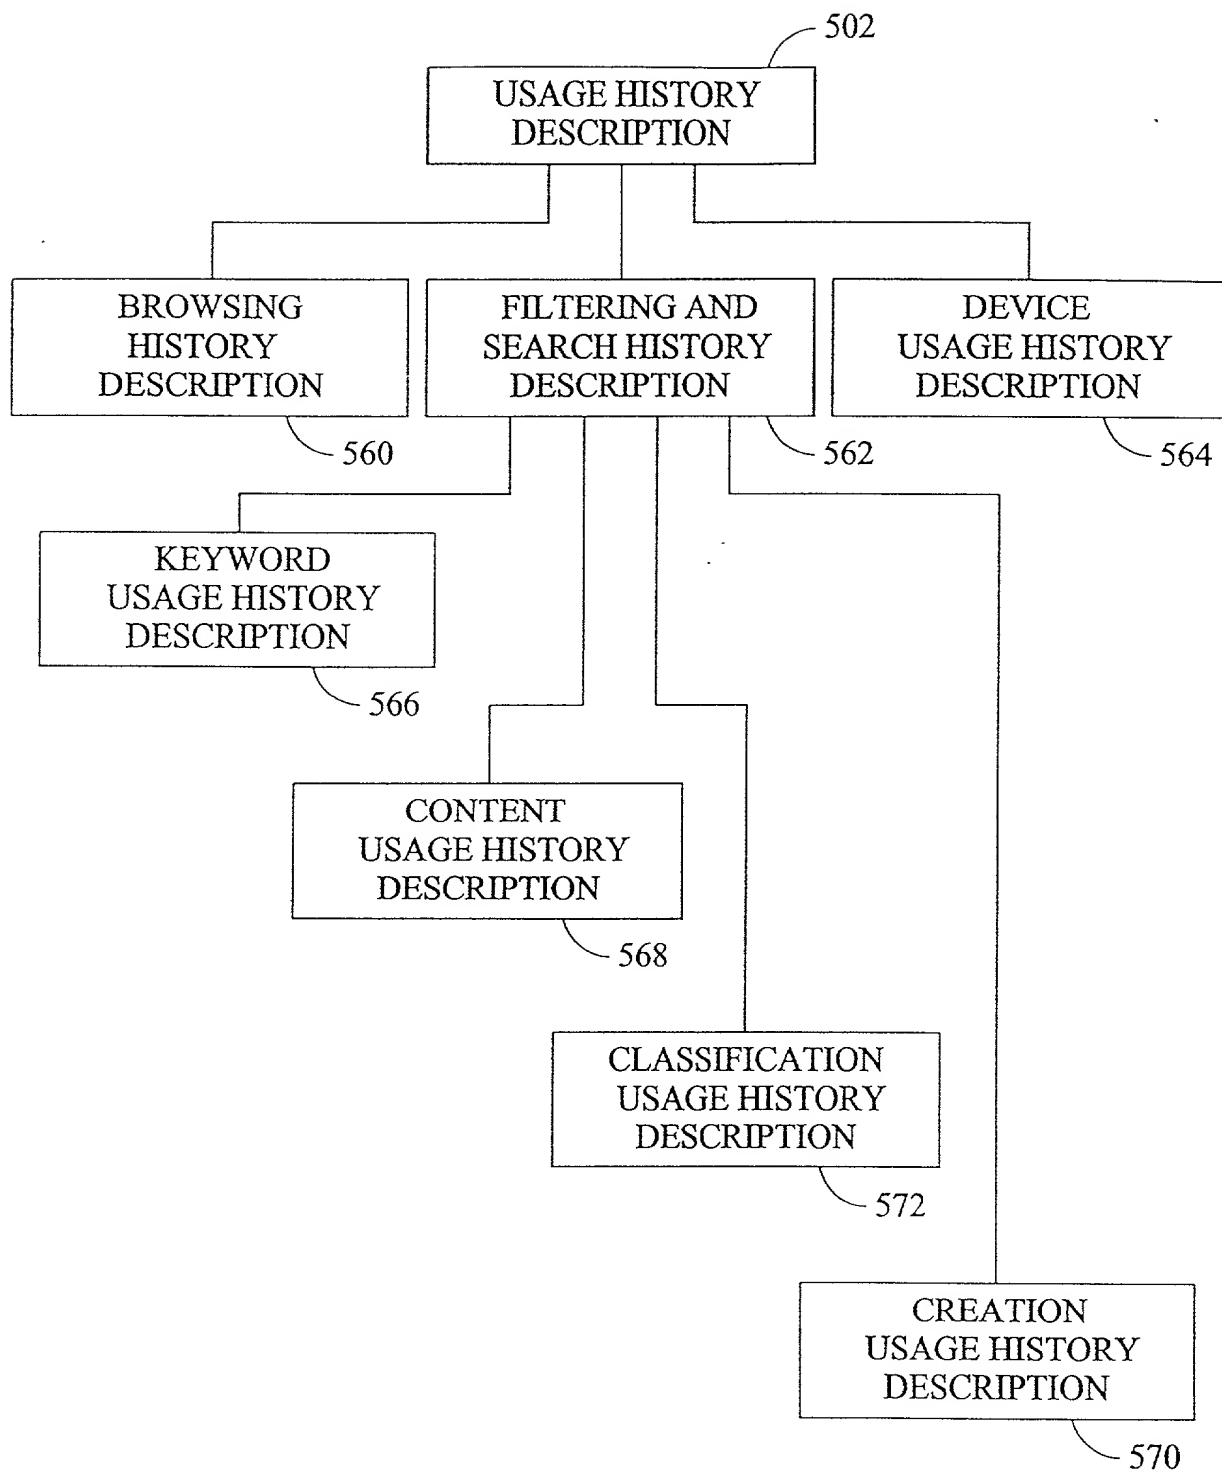 502
USAGE HISTORY
DESCRIPTION
BROWSING
HISTORY
DESCRIPTION
560
FILTERING AND
SEARCH HISTORY
DESCRIPTION
562
DEVICE
USAGE HISTORY
DESCRIPTION
564
KEYWORD
USAGE HISTORY
DESCRIPTION
566
CONTENT
USAGE HISTORY
DESCRIPTION
568
CLASSIFICATION
USAGE HISTORY
DESCRIPTION
572
CREATION
USAGE HISTORY
DESCRIPTION
570